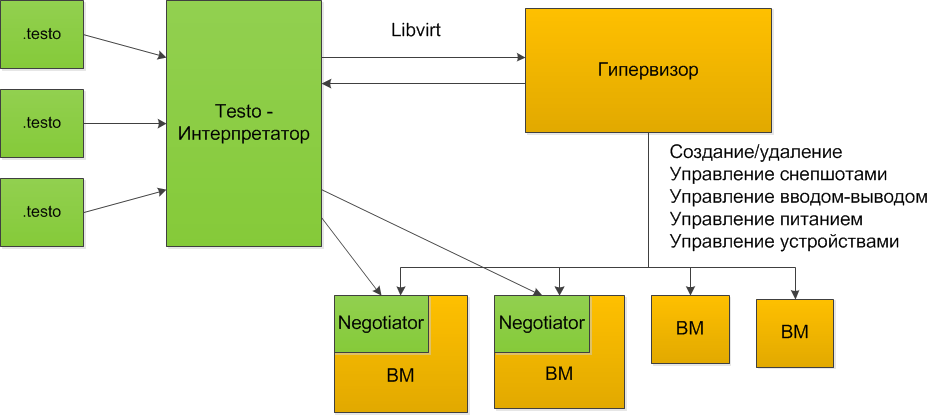 .testo
.testo
.testo
Testo -
Интерпретатор
Libvirt
Гипервизор
Создание/удаление
Управление снепшотами
Управление вводом-выводом
Управление питанием
Управление устройствами
Negotiator
ВМ
Negotiator
ВМ
ВМ
ВМ